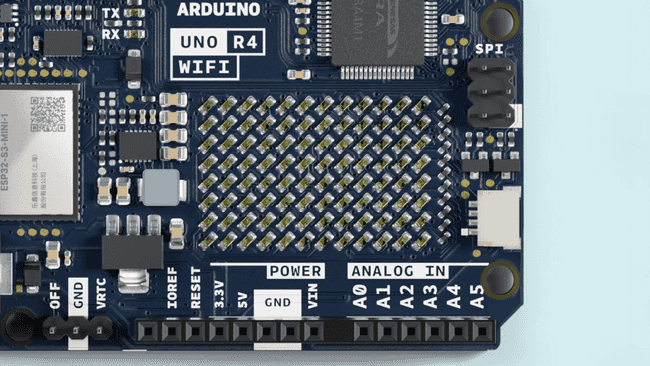 ARDUINO
TX
RX
UNO R4
WIFI
SPI
ESP32-S3-MINI-1
POWER
ANALOG IN
OFF
GND
VRTC
IOREF
RESET
3.3V
5V
GND
VIN
A0
A1
A2
A3
A4
A5